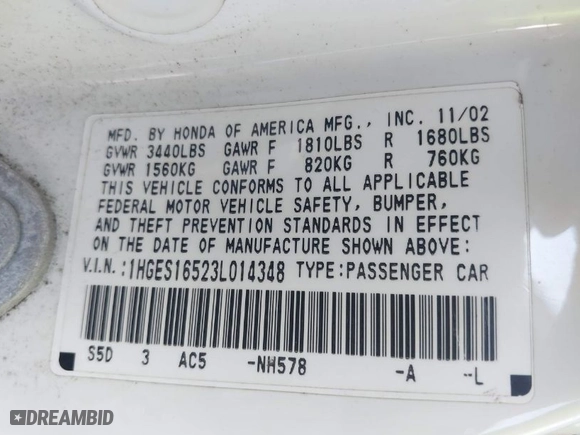 MFD. BY HONDA OF AMERICA MFG., INC. 11/02
GVWR 3440LBS GAWR F 1810LBS R 1680LBS
GVWR 1560KG GAWR F 820KG R 760KG
THIS VEHICLE CONFORMS TO ALL APPLICABLE
FEDERAL MOTOR VEHICLE SAFETY, BUMPER,
AND THEFT PREVENTION STANDARDS IN EFFECT
ON THE DATE OF MANUFACTURE SHOWN ABOVE:
V.I.N.:1HGES16523L014348 TYPE:PASSENGER CAR
S5D 3 AC5 -NH578 -A --L
DREAMBID